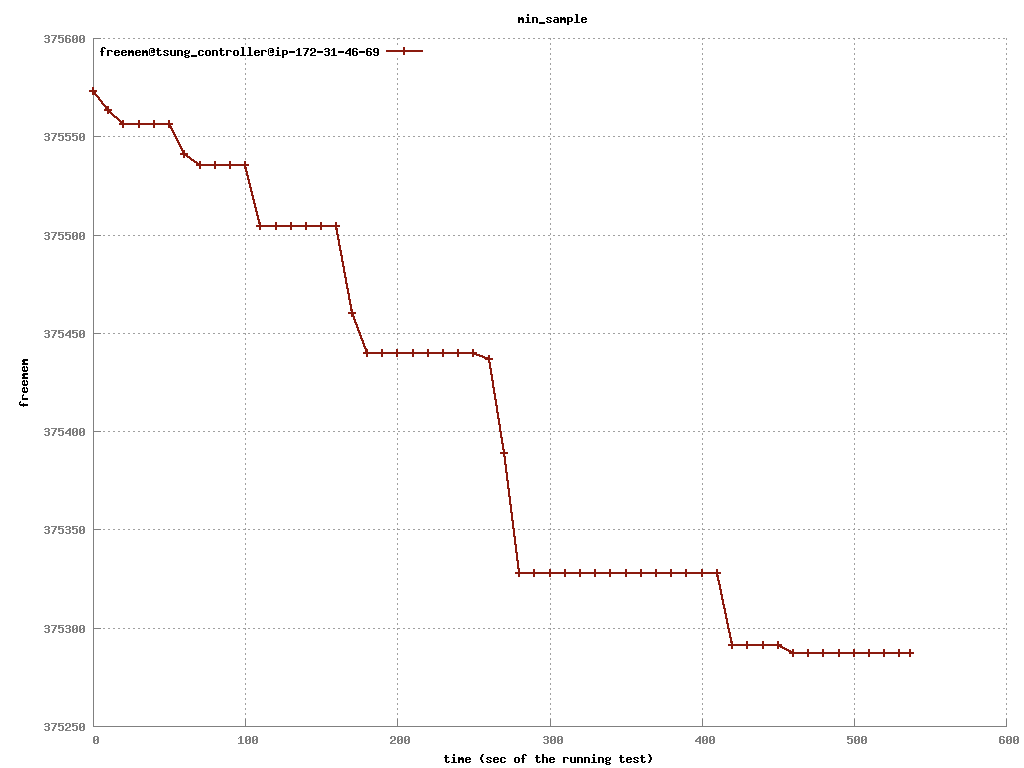 min_sample
375600
freemem@tsung_controller@ip-172-31-46-69
375550
375500
375450
freemem
375400
375350
375300
375250
0 100 200 300 400 500 600
time (sec of the running test)